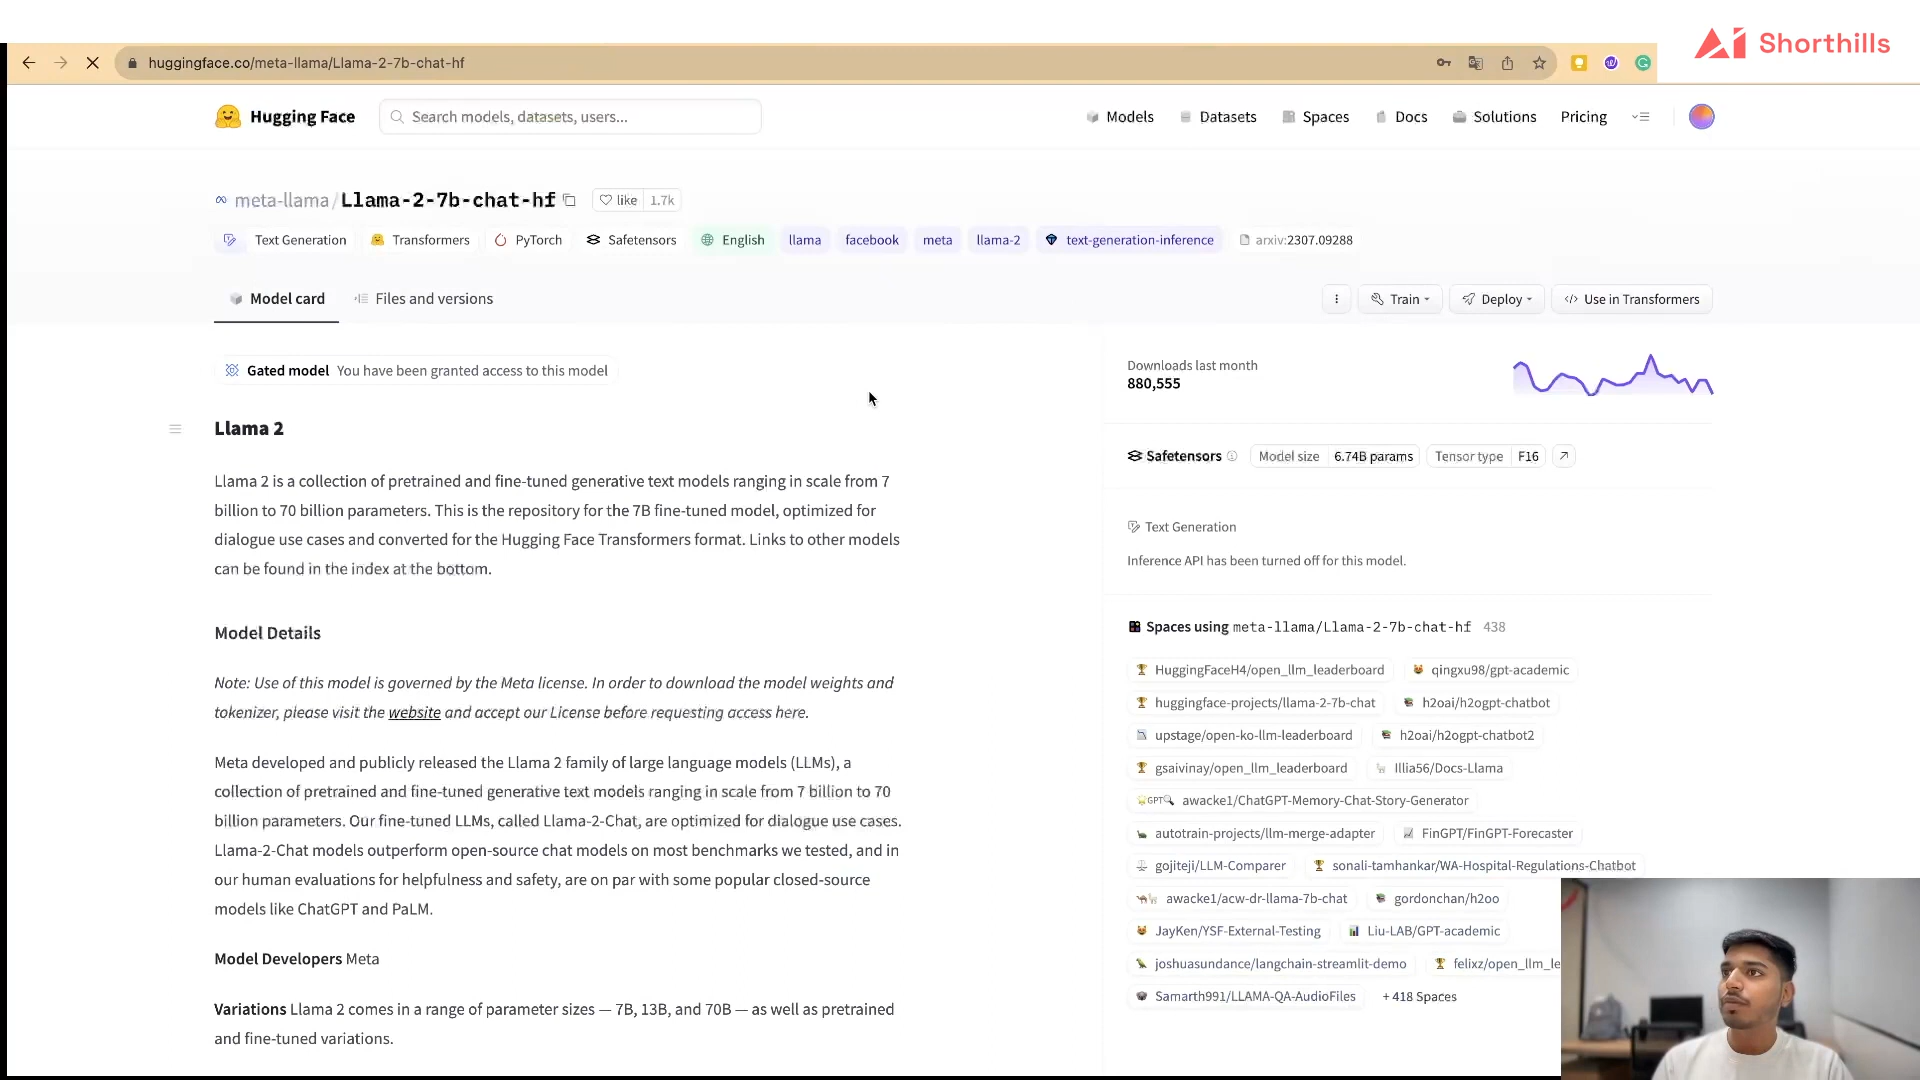 Shorthills
huggingface.co/meta-llama/Llama-2-7b-chat-hf
Hugging Face
Search models, datasets, users...
Models
Datasets
Spaces
Docs
Solutions
Pricing
meta-llama/Llama-2-7b-chat-hf
like 1.7k
Text Generation
Transformers
PyTorch
Safetensors
English
llama
facebook
meta
llama-2
text-generation-inference
arxiv:2307.09288
Model card
Files and versions
Train
Deploy
Use in Transformers
Gated model You have been granted access to this model
Llama 2
Llama 2 is a collection of pretrained and fine-tuned generative text models ranging in scale from 7
billion to 70 billion parameters. This is the repository for the 7B fine-tuned model, optimized for
dialogue use cases and converted for the Hugging Face Transformers format. Links to other models
can be found in the index at the bottom.
Model Details
Note: Use of this model is governed by the Meta license. In order to download the model weights and
tokenizer, please visit the website and accept our License before requesting access here.
Meta developed and publicly released the Llama 2 family of large language models (LLMs), a
collection of pretrained and fine-tuned generative text models ranging in scale from 7 billion to 70
billion parameters. Our fine-tuned LLMs, called Llama-2-Chat, are optimized for dialogue use cases.
Llama-2-Chat models outperform open-source chat models on most benchmarks we tested, and in
our human evaluations for helpfulness and safety, are on par with some popular closed-source
models like ChatGPT and PaLM.
Model Developers Meta
Variations Llama 2 comes in a range of parameter sizes — 7B, 13B, and 70B — as well as pretrained
and fine-tuned variations.
Downloads last month
880,555
Safetensors
Model size 6.74B params
Tensor type F16
Text Generation
Inference API has been turned off for this model.
Spaces using meta-llama/Llama-2-7b-chat-hf 438
HuggingFaceH4/open_llm_leaderboard
qingxu98/gpt-academic
huggingface-projects/llama-2-7b-chat
h2oai/h2ogpt-chatbot
upstage/open-ko-llm-leaderboard
h2oai/h2ogpt-chatbot2
gsaivinay/open_llm_leaderboard
Illia56/Docs-Llama
GPT awacke1/ChatGPT-Memory-Chat-Story-Generator
autotrain-projects/llm-merge-adapter
FinGPT/FinGPT-Forecaster
gojiteji/LLM-Comparer
sonali-tamhankar/WA-Hospital-Regulations-Chatbot
awacke1/acw-dr-llama-7b-chat
gordonchan/h2oo
JayKen/YSF-External-Testing
Liu-LAB/GPT-academic
joshuasundance/langchain-streamlit-demo
felixz/open_llm_le
Samarth991/LLAMA-QA-AudioFiles
+ 418 Spaces